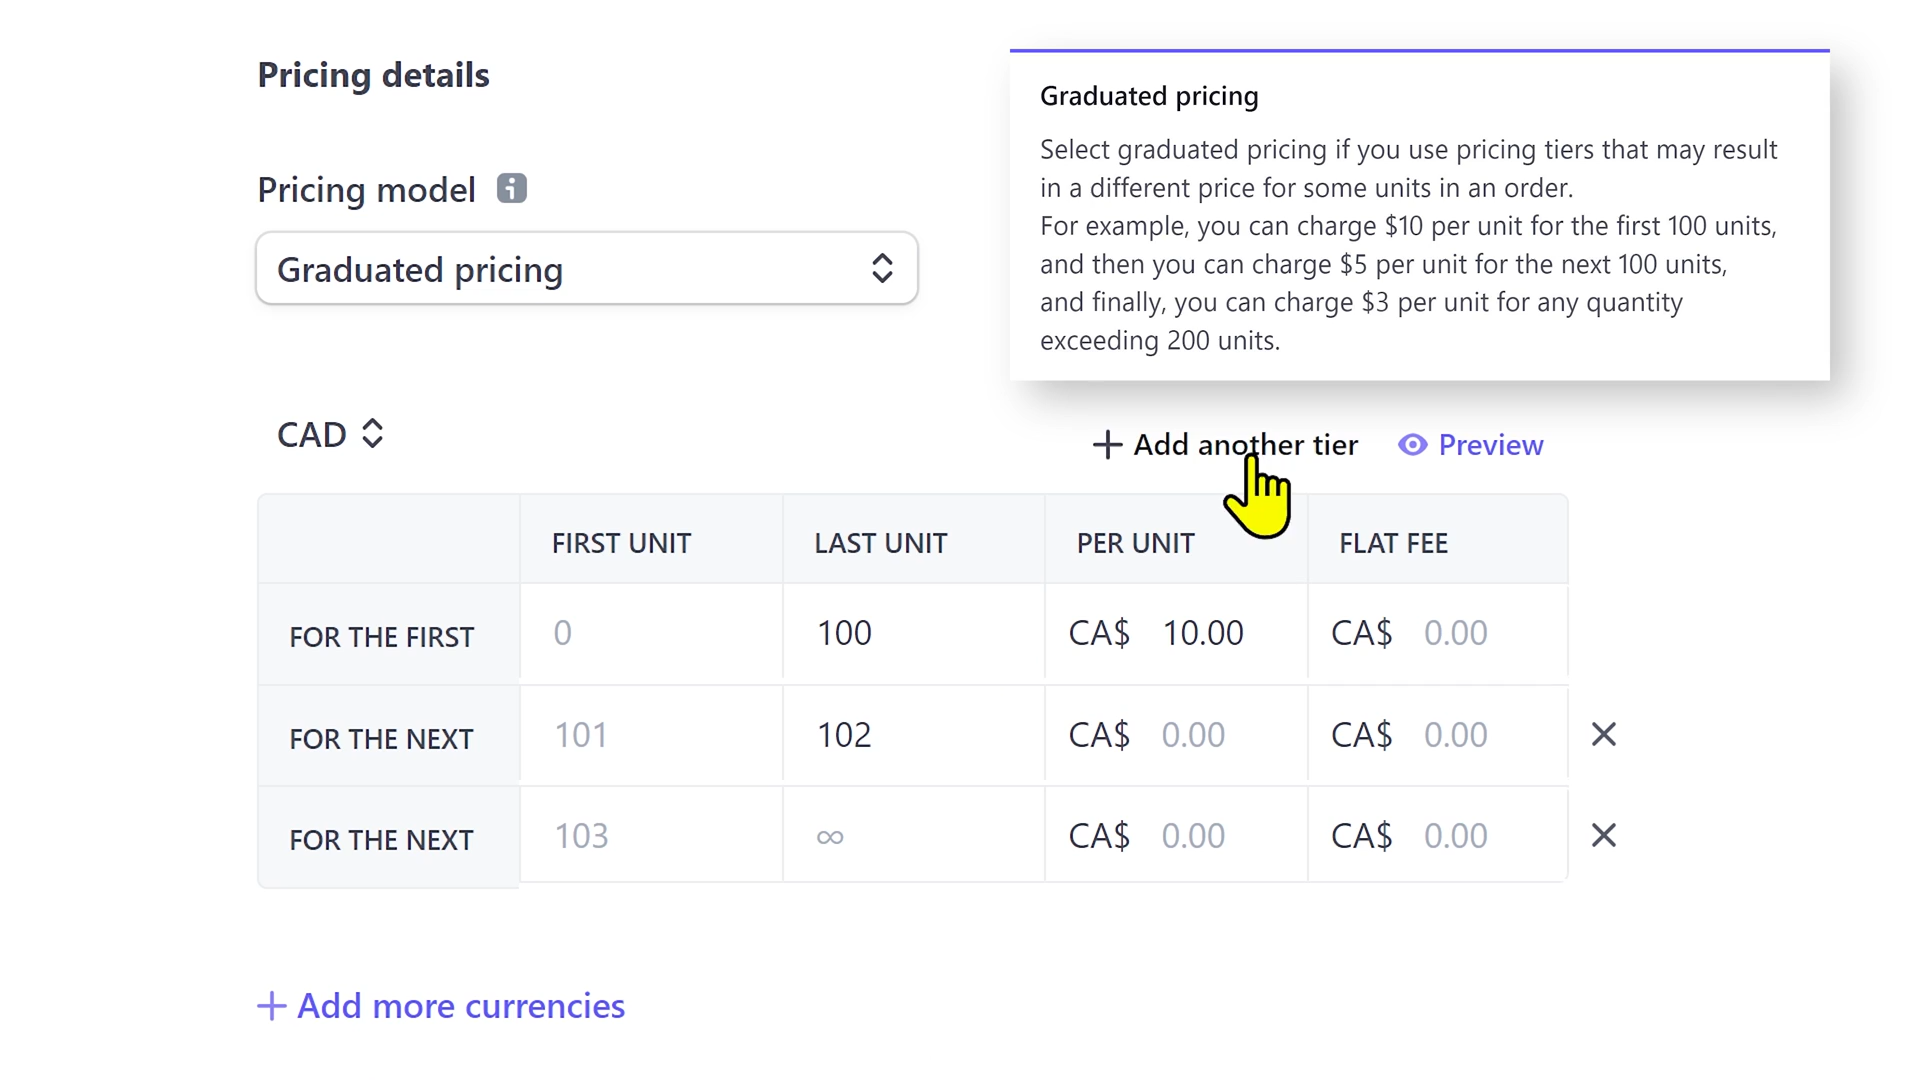 Pricing details
Pricing model
Graduated pricing
Graduated pricing
Select graduated pricing if you use pricing tiers that may result
in a different price for some units in an order.
For example, you can charge $10 per unit for the first 100 units,
and then you can charge $5 per unit for the next 100 units,
and finally, you can charge $3 per unit for any quantity
exceeding 200 units.
CAD
+ Add another tier Preview
FIRST UNIT LAST UNIT PER UNIT FLAT FEE
FOR THE FIRST 0 100 CA$ 10.00 CA$ 0.00
FOR THE NEXT 101 102 CA$ 0.00 CA$ 0.00
FOR THE NEXT 103 ∞ CA$ 0.00 CA$ 0.00
+ Add more currencies